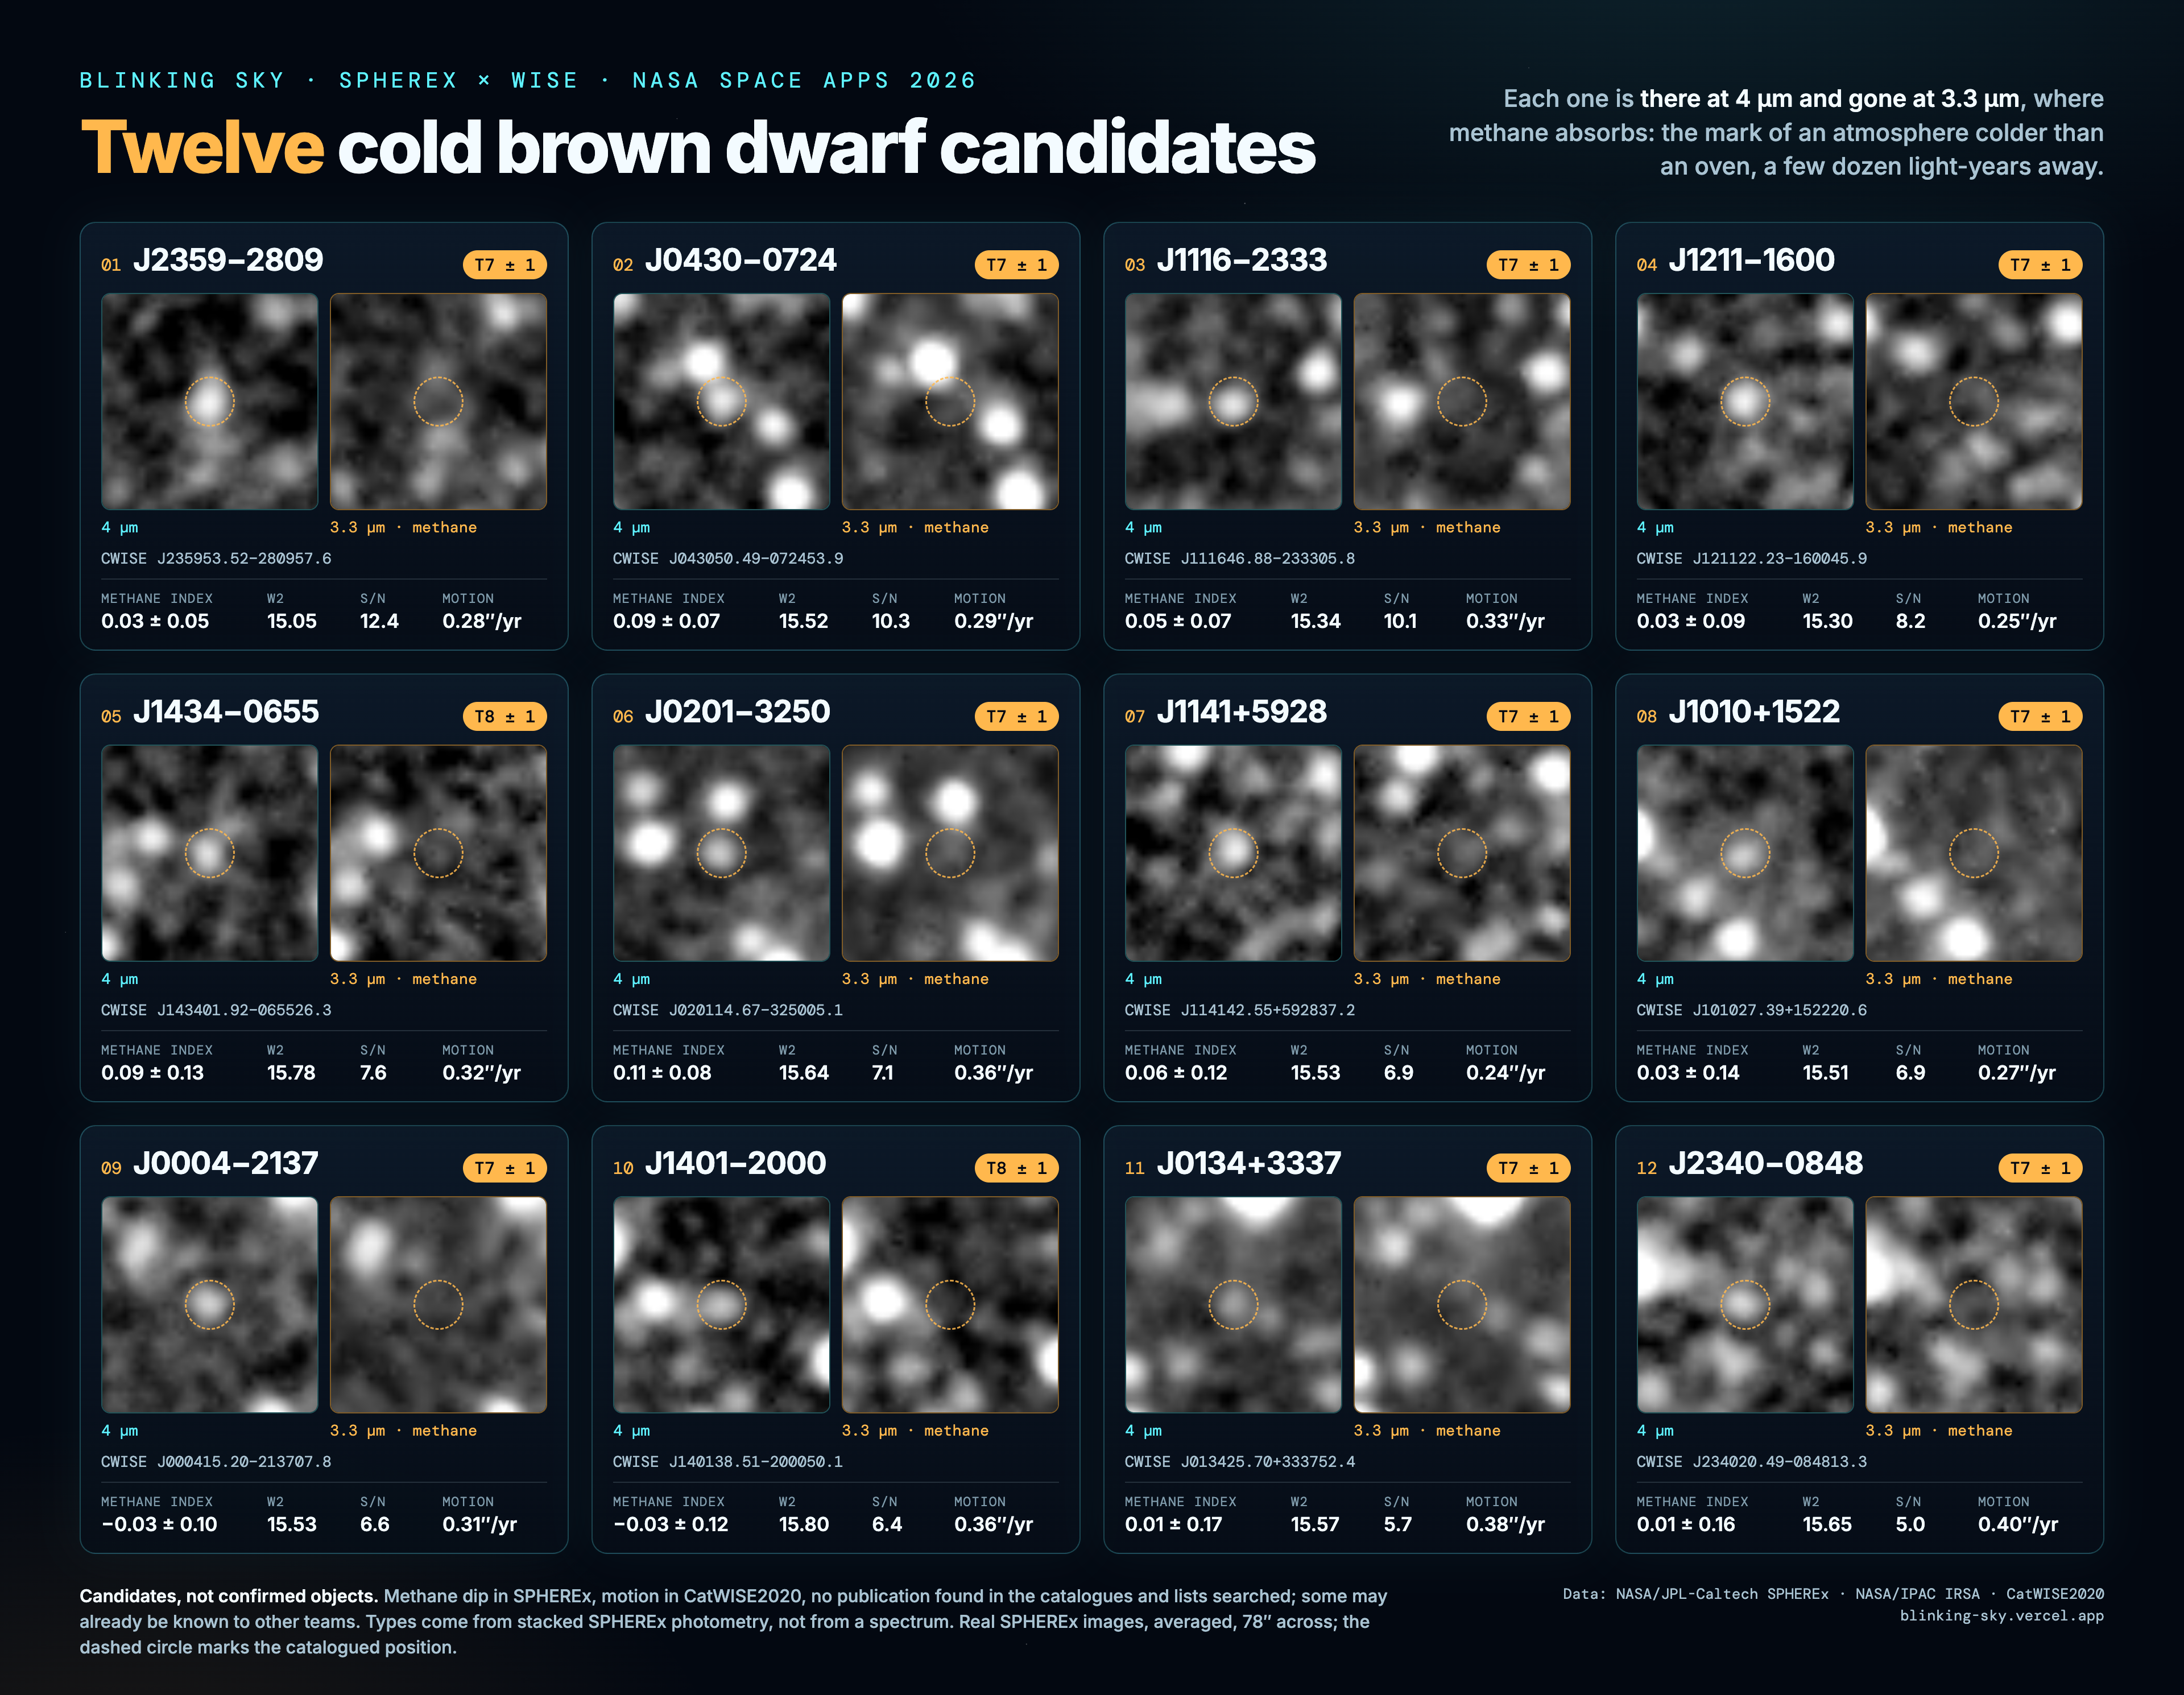 BLINKING SKY · SPHEREX × WISE · NASA SPACE APPS 2026
Twelve cold brown dwarf candidates
Each one is there at 4 µm and gone at 3.3 µm, where
methane absorbs: the mark of an atmosphere colder than
an oven, a few dozen light-years away.
01 J2359−2809 T7 ± 1
4 µm 3.3 µm · methane
CWISE J235953.52−280957.6
METHANE INDEX W2 S/N MOTION
0.03 ± 0.05 15.05 12.4 0.28″/yr
02 J0430−0724 T7 ± 1
4 µm 3.3 µm · methane
CWISE J043050.49−072453.9
METHANE INDEX W2 S/N MOTION
0.09 ± 0.07 15.52 10.3 0.29″/yr
03 J1116−2333 T7 ± 1
4 µm 3.3 µm · methane
CWISE J111646.88−233305.8
METHANE INDEX W2 S/N MOTION
0.05 ± 0.07 15.34 10.1 0.33″/yr
04 J1211−1600 T7 ± 1
4 µm 3.3 µm · methane
CWISE J121122.23−160045.9
METHANE INDEX W2 S/N MOTION
0.03 ± 0.09 15.30 8.2 0.25″/yr
05 J1434−0655 T8 ± 1
4 µm 3.3 µm · methane
CWISE J143401.92−065526.3
METHANE INDEX W2 S/N MOTION
0.09 ± 0.13 15.78 7.6 0.32″/yr
06 J0201−3250 T7 ± 1
4 µm 3.3 µm · methane
CWISE J020114.67−325005.1
METHANE INDEX W2 S/N MOTION
0.11 ± 0.08 15.64 7.1 0.36″/yr
07 J1141+5928 T7 ± 1
4 µm 3.3 µm · methane
CWISE J114142.55+592837.2
METHANE INDEX W2 S/N MOTION
0.06 ± 0.12 15.53 6.9 0.24″/yr
08 J1010+1522 T7 ± 1
4 µm 3.3 µm · methane
CWISE J101027.39+152220.6
METHANE INDEX W2 S/N MOTION
0.03 ± 0.14 15.51 6.9 0.27″/yr
09 J0004−2137 T7 ± 1
4 µm 3.3 µm · methane
CWISE J000415.20−213707.8
METHANE INDEX W2 S/N MOTION
−0.03 ± 0.10 15.53 6.6 0.31″/yr
10 J1401−2000 T8 ± 1
4 µm 3.3 µm · methane
CWISE J140138.51−200050.1
METHANE INDEX W2 S/N MOTION
−0.03 ± 0.12 15.80 6.4 0.36″/yr
11 J0134+3337 T7 ± 1
4 µm 3.3 µm · methane
CWISE J013425.70+333752.4
METHANE INDEX W2 S/N MOTION
0.01 ± 0.17 15.57 5.7 0.38″/yr
12 J2340−0848 T7 ± 1
4 µm 3.3 µm · methane
CWISE J234020.49−084813.3
METHANE INDEX W2 S/N MOTION
0.01 ± 0.16 15.65 5.0 0.40″/yr
Candidates, not confirmed objects. Methane dip in SPHEREx, motion in CatWISE2020, no publication found in the catalogues and lists searched; some may
already be known to other teams. Types come from stacked SPHEREx photometry, not from a spectrum. Real SPHEREx images, averaged, 78″ across; the
dashed circle marks the catalogued position.
Data: NASA/JPL-Caltech SPHEREx · NASA/IPAC IRSA · CatWISE2020
blinking-sky.vercel.app